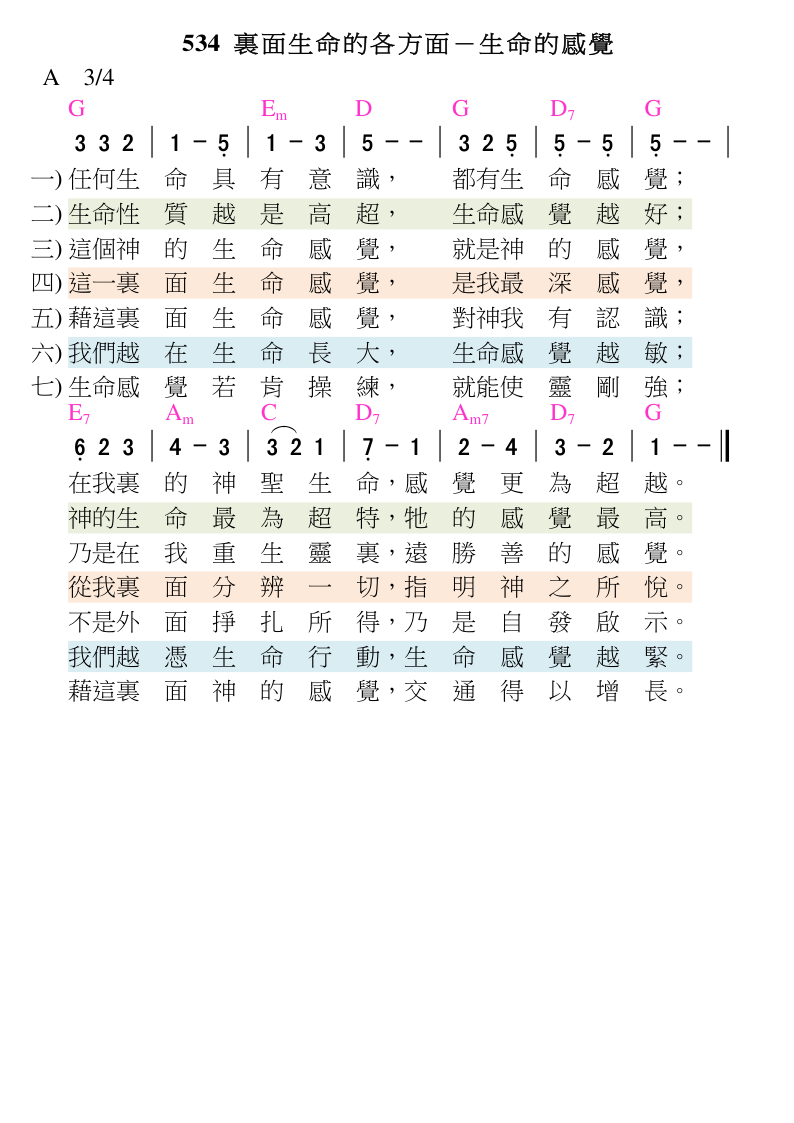 534 裏面生命的各方面－生命的感覺
A 3/4
G Em D G D7 G
3 3 2 | 1 - 5̣ | 1 - 3 | 5 - - | 3 2 5̣ | 5̣ - 5̣ | 5̣ - - |
一) 任何生命具有意識，都有生命感覺；
二) 生命性質越是高超，生命感覺越好；
三) 這個神的生命感覺，就是神的感覺，
四) 這一裏面生命感覺，是我最深感覺，
五) 藉這裏面生命感覺，對神我有認識；
六) 我們越在生命長大，生命感覺越敏；
七) 生命感覺若肯操練，就能使靈剛強；
E7 Am C D7 Am7 D7 G
6̣ 2 3 | 4 - 3 | 3 2 1 | 7̣ - 1 | 2 - 4 | 3 - 2 | 1 - - ‖
在我裏的神聖生命，感覺更為超越。
神的生命最為超特，牠的感覺最高。
乃是在我重生靈裏，遠勝善的感覺。
從我裏面分辨一切，指明神之所悅。
不是外面掙扎所得，乃是自發啟示。
我們越憑生命行動，生命感覺越緊。
藉這裏面神的感覺，交通得以增長。